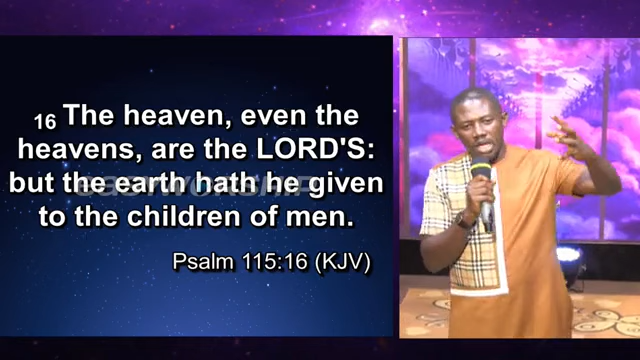 16 The heaven, even the
heavens, are the LORD'S:
but the earth hath he given
to the children of men.
Psalm 115:16 (KJV)
EASYWORSHIP